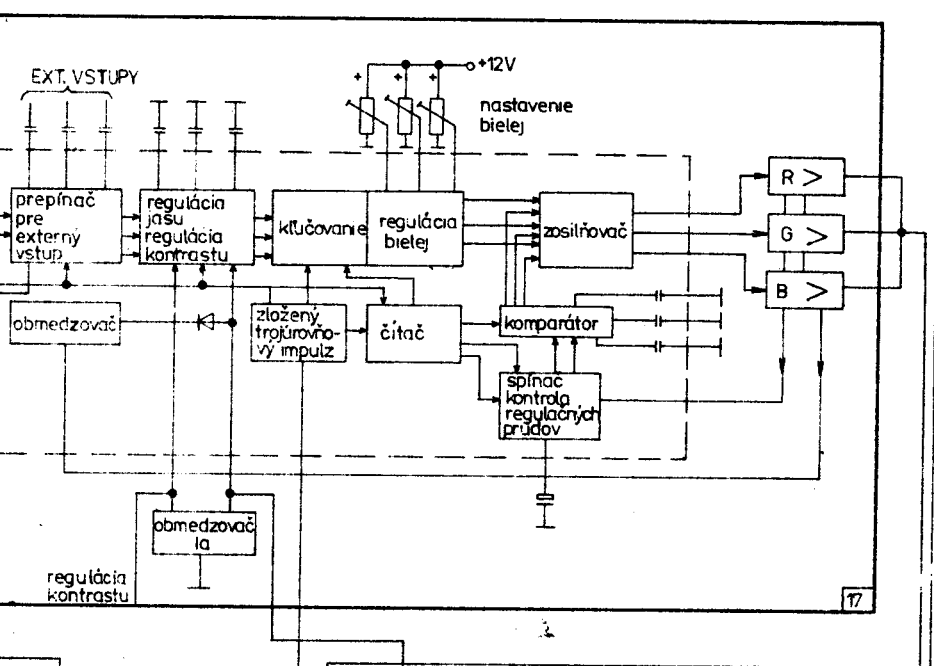 EXT. VSTUPY
+ + +
+12V
nastavenie
bielej
prepínač
pre
externý
vstup
regulácia
jasu
regulácia
kontrastu
kľúčovanie
regulácia
bielej
zosilňovač
R >
G >
B >
obmedzovač
zložený
trojúrovňo-
vý impulz
čítač
komparátor
spínač
kontrola
regulačných
prúdov
obmedzovač
Ia
regulácia
kontrastu
17